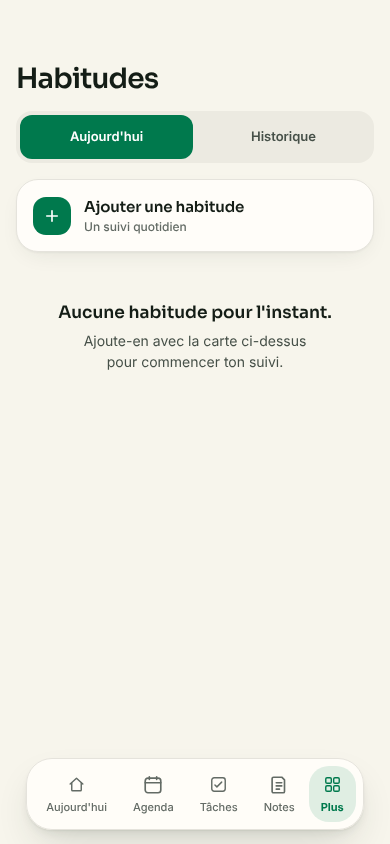 Habitudes
Aujourd'hui
Historique
Ajouter une habitude
Un suivi quotidien
Aucune habitude pour l'instant.
Ajoute-en avec la carte ci-dessus
pour commencer ton suivi.
Aujourd'hui
Agenda
Tâches
Notes
Plus